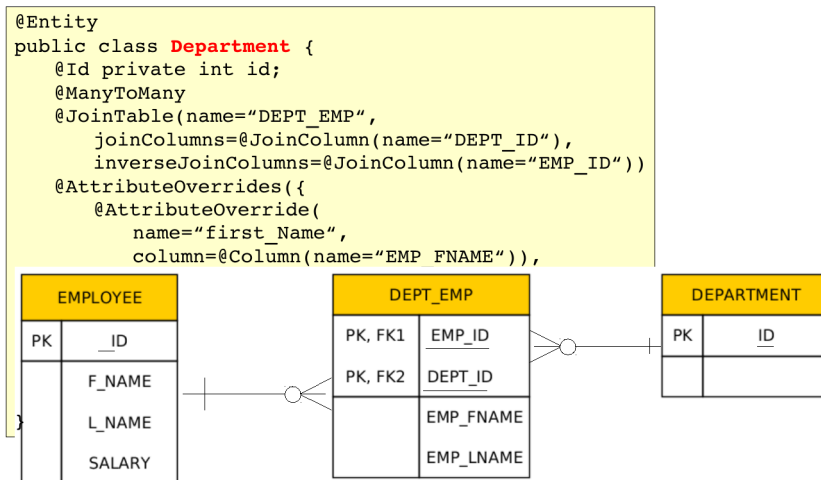 @Entity
public class Department {
@Id private int id;
@ManyToMany
@JoinTable(name=“DEPT_EMP“,
joinColumns=@JoinColumn(name=“DEPT_ID“),
inverseJoinColumns=@JoinColumn(name=“EMP_ID“))
@AttributeOverrides({
@AttributeOverride(
name=“first_Name“,
column=@Column(name=“EMP_FNAME“)),
}
EMPLOYEE
PK _ID
F_NAME
L_NAME
SALARY
DEPT_EMP
PK, FK1 EMP_ID
PK, FK2 DEPT_ID
EMP_FNAME
EMP_LNAME
DEPARTMENT
PK ID